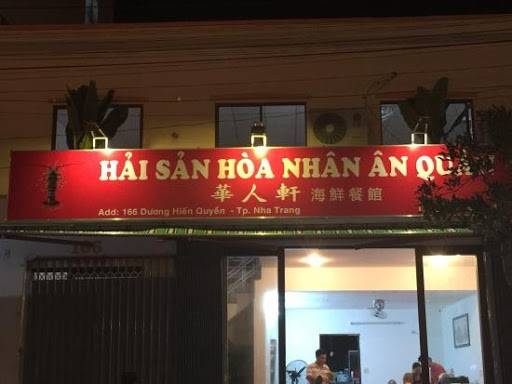 HẢI SẢN HÒA NHÂN ÂN
華人軒 海鮮餐館
Add: 166 Dương Hiến Quyền - Tp. Nha Trang